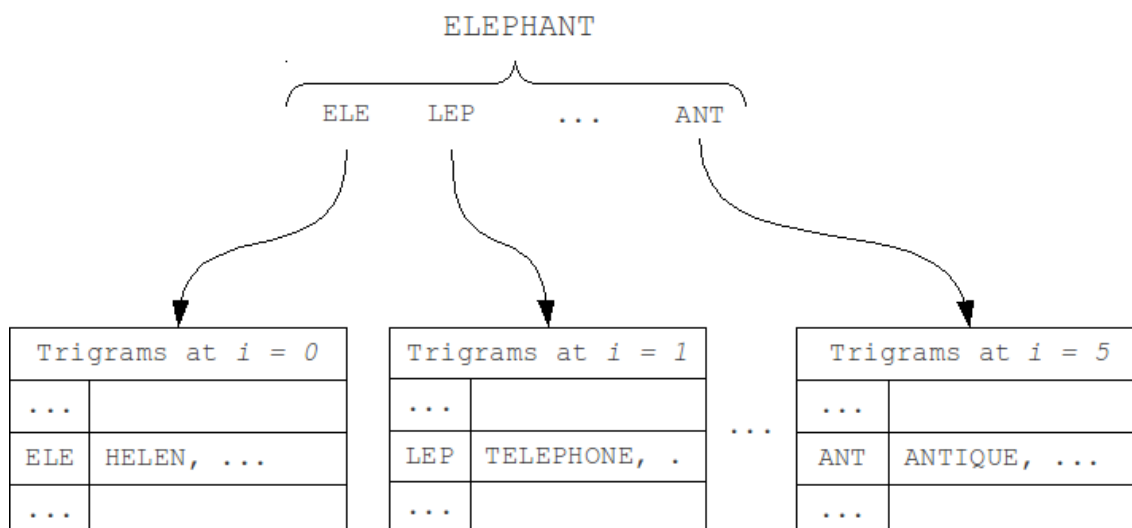 ELEPHANT
ELE LEP ... ANT
Trigrams at i = 0
...
ELE HELEN, ...
...
Trigrams at i = 1
...
LEP TELEPHONE, .
...
...
Trigrams at i = 5
...
ANT ANTIQUE, ...
...